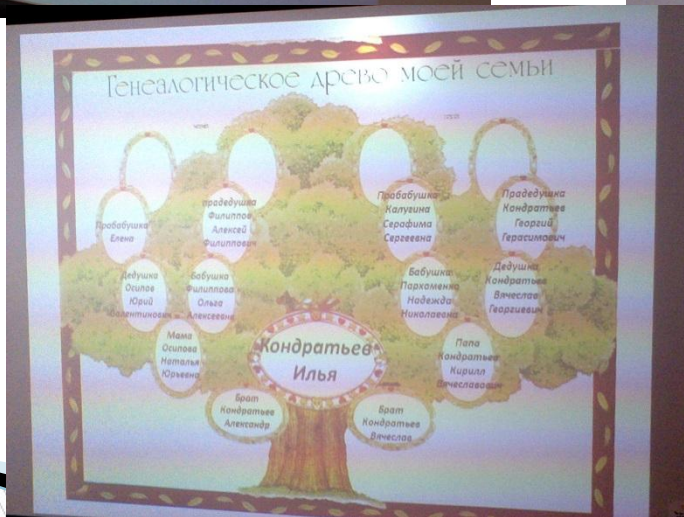 Генеалогическое древо моей семьи
Прабабушка
Елена
прадедушка
Филиппов
Алексей
Филиппович
Прабабушка
Калугина
Серафима
Сергеевна
Прадедушка
Кондратьев
Георгий
Герасимович
Дедушка
Осипов
Юрий
Валентинович
Бабушка
Филиппова
Ольга
Алексеевна
Бабушка
Пархоменко
Надежда
Николаевна
Дедушка
Кондратьев
Вячеслав
Георгиевич
Мама
Осипова
Наталья
Юрьевна
Кондратьев
Илья
Папа
Кондратьев
Кирилл
Вячеславович
Брат
Кондратьев
Александр
Брат
Кондратьев
Вячеслав